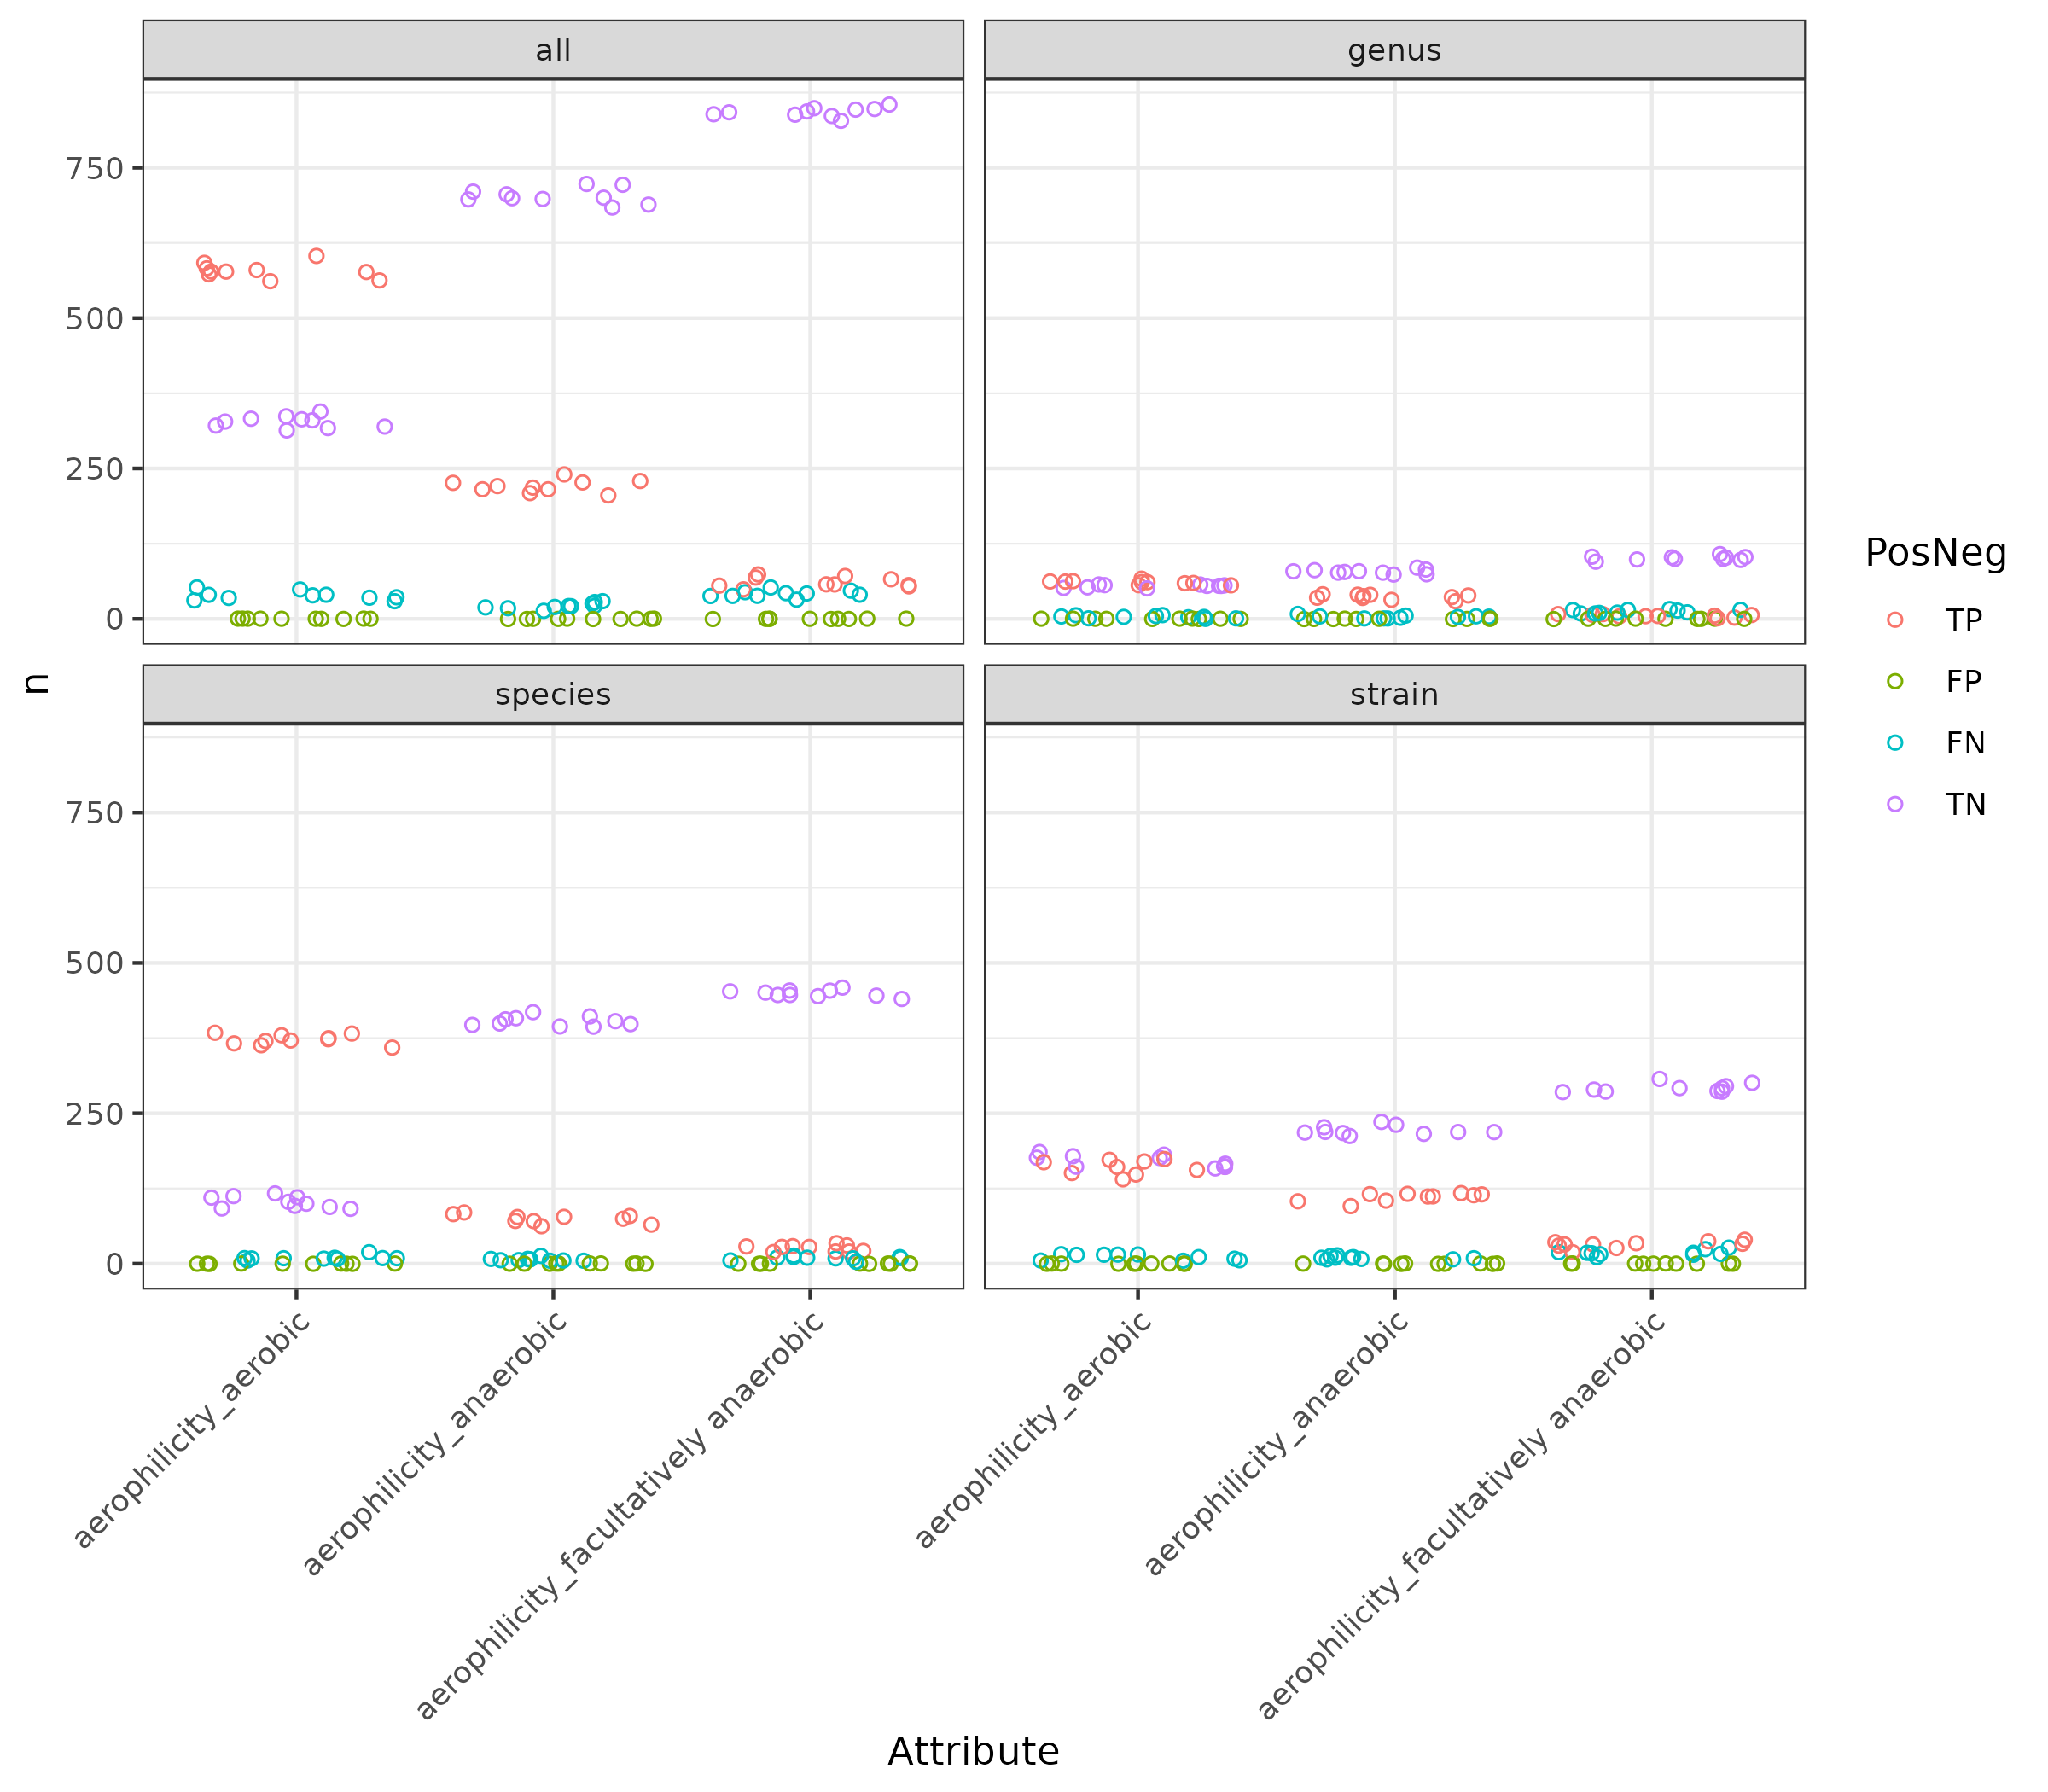 all
genus
750
500
250
0
n
species
strain
750
500
250
0
aerophilicity_aerobic
aerophilicity_anaerobic
aerophilicity_facultatively anaerobic
aerophilicity_aerobic
aerophilicity_anaerobic
aerophilicity_facultatively anaerobic
Attribute
PosNeg
TP
FP
FN
TN